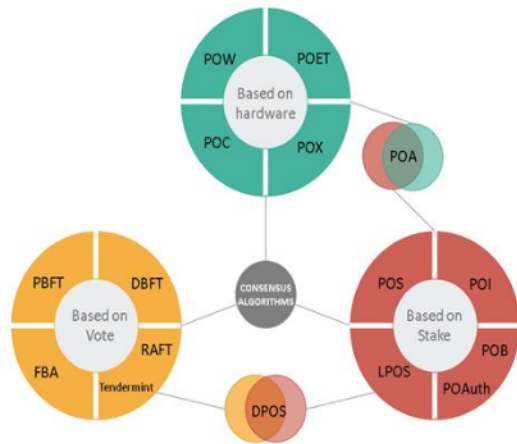 POW
POET
Based on
hardware
POC
POX
POA
PBFT
DBFT
Based on
Vote
FBA
RAFT
Tendermint
CONSENSUS
ALGORITHMS
POS
POI
Based on
Stake
LPOS
POB
POAuth
DPOS